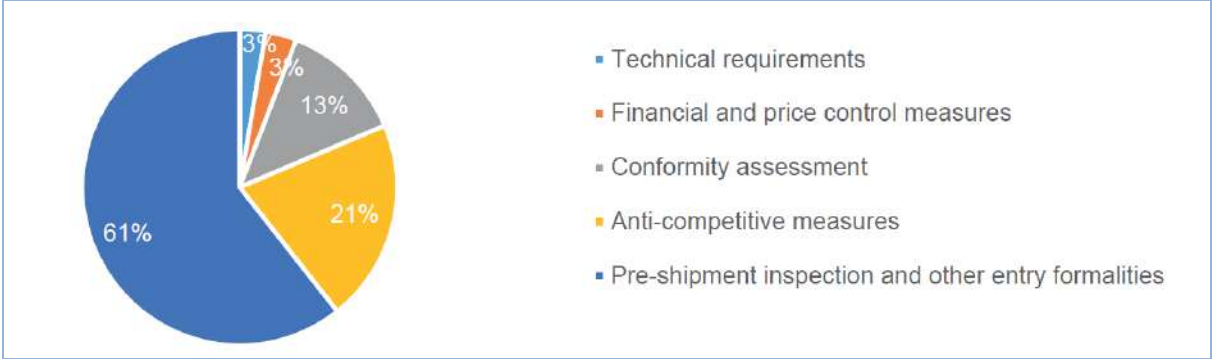 3%
3%
13%
21%
61%
Technical requirements
Financial and price control measures
Conformity assessment
Anti-competitive measures
Pre-shipment inspection and other entry formalities